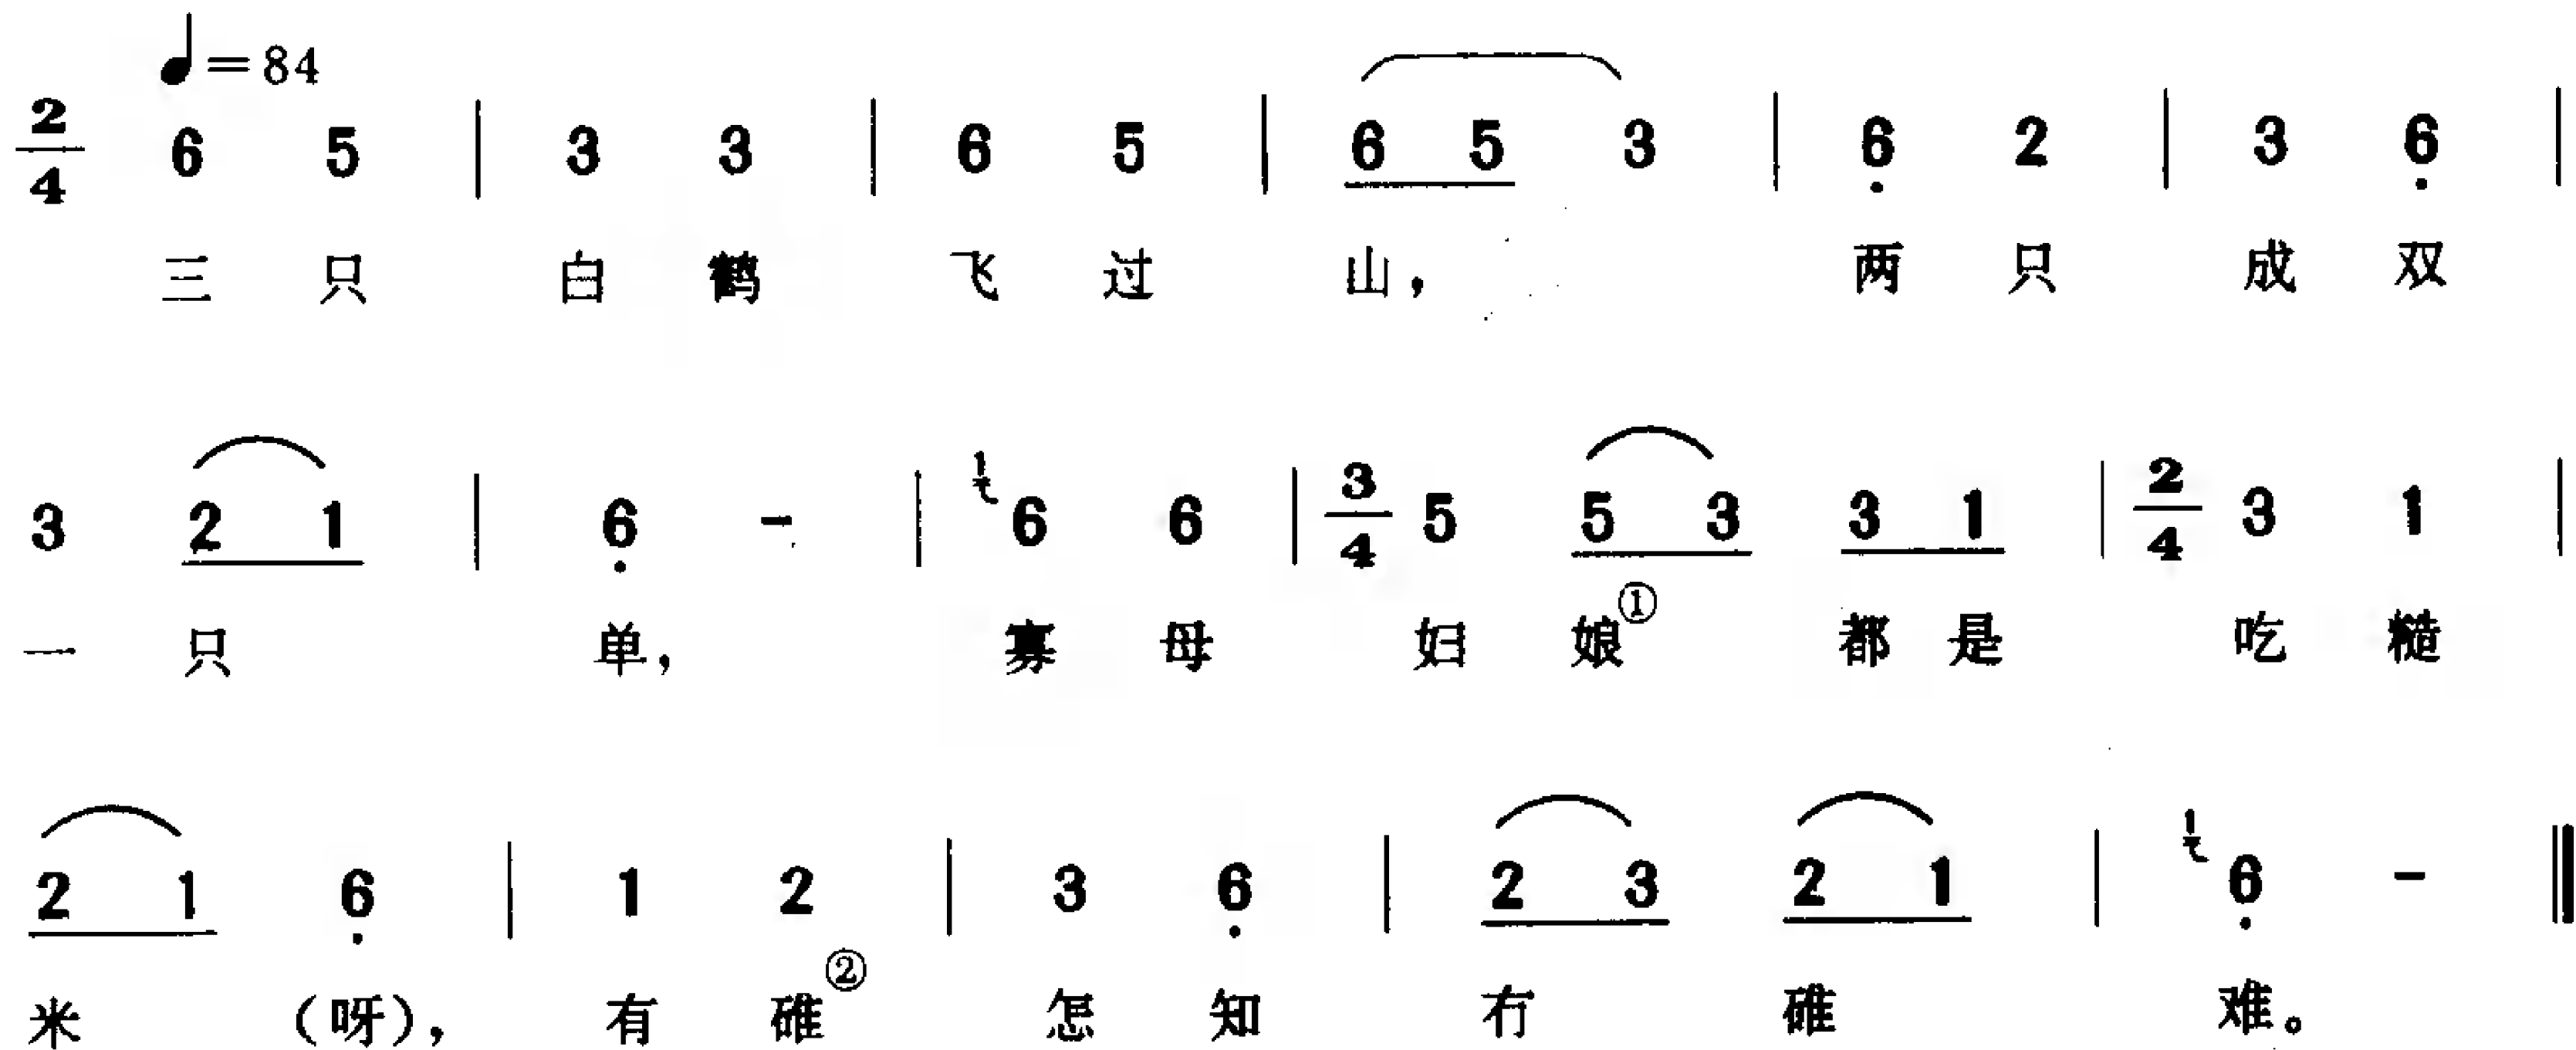 ♩=84
2/4 6 5 | 3 3 | 6 5 | 6 5 3 | 6̣ 2 | 3 6̣ |
三 只 白 鹤 飞 过 山， 两 只 成 双
3 2 1 | 6̣ - | 1 6 6 | 3/4 5 5 3 3 1 | 2/4 3 1 |
一 只 单， 寡 母 妇 娘① 都 是 吃 糙
2 1 6̣ | 1 2 | 3 6̣ | 2 3 2 1 | 1 6̣ - ‖
米 （呀）， 有 碓② 怎 知 冇 碓 难。